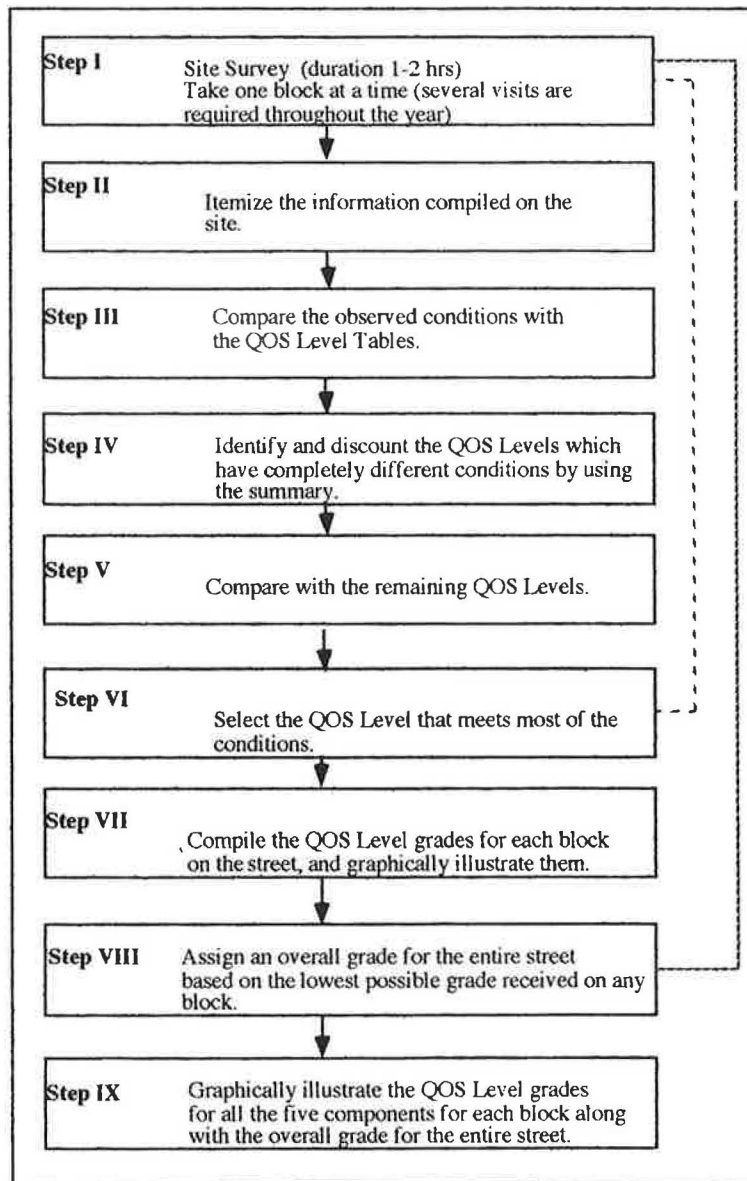 Step I
Site Survey (duration 1-2 hrs)
Take one block at a time (several visits are
required throughout the year)
Step II
Itemize the information compiled on the
site.
Step III
Compare the observed conditions with
the QOS Level Tables.
Step IV
Identify and discount the QOS Levels which
have completely different conditions by using
the summary.
Step V
Compare with the remaining QOS Levels.
Step VI
Select the QOS Level that meets most of the
conditions.
Step VII
Compile the QOS Level grades for each block
on the street, and graphically illustrate them.
Step VIII
Assign an overall grade for the entire street
based on the lowest possible grade received on any
block.
Step IX
Graphically illustrate the QOS Level grades
for all the five components for each block along
with the overall grade for the entire street.